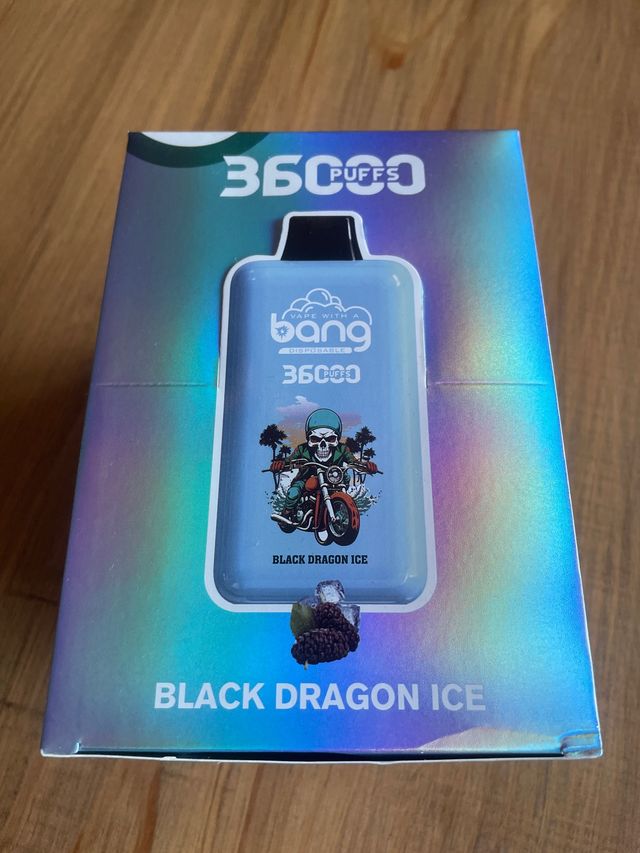 36000
PUFFS
VAPE WITH A
bang
DISPOSABLE
36000
PUFFS
BLACK DRAGON ICE
BLACK DRAGON ICE